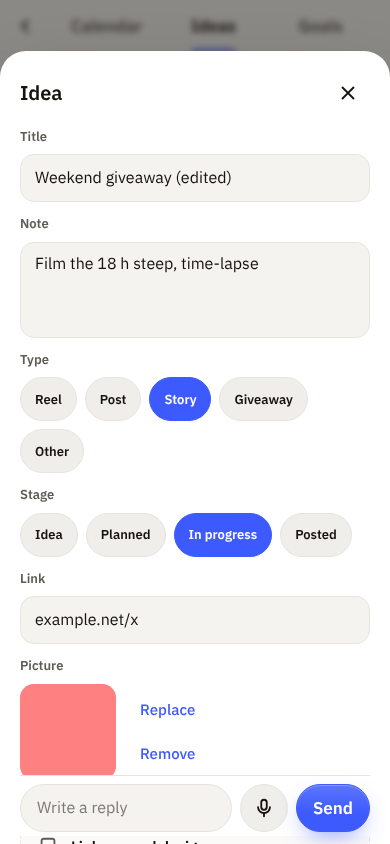 Calendar Ideas Goals
Idea
Title
Weekend giveaway (edited)
Note
Film the 18 h steep, time-lapse
Type
Reel Post Story Giveaway
Other
Stage
Idea Planned In progress Posted
Link
example.net/x
Picture
Replace
Remove
Write a reply Send